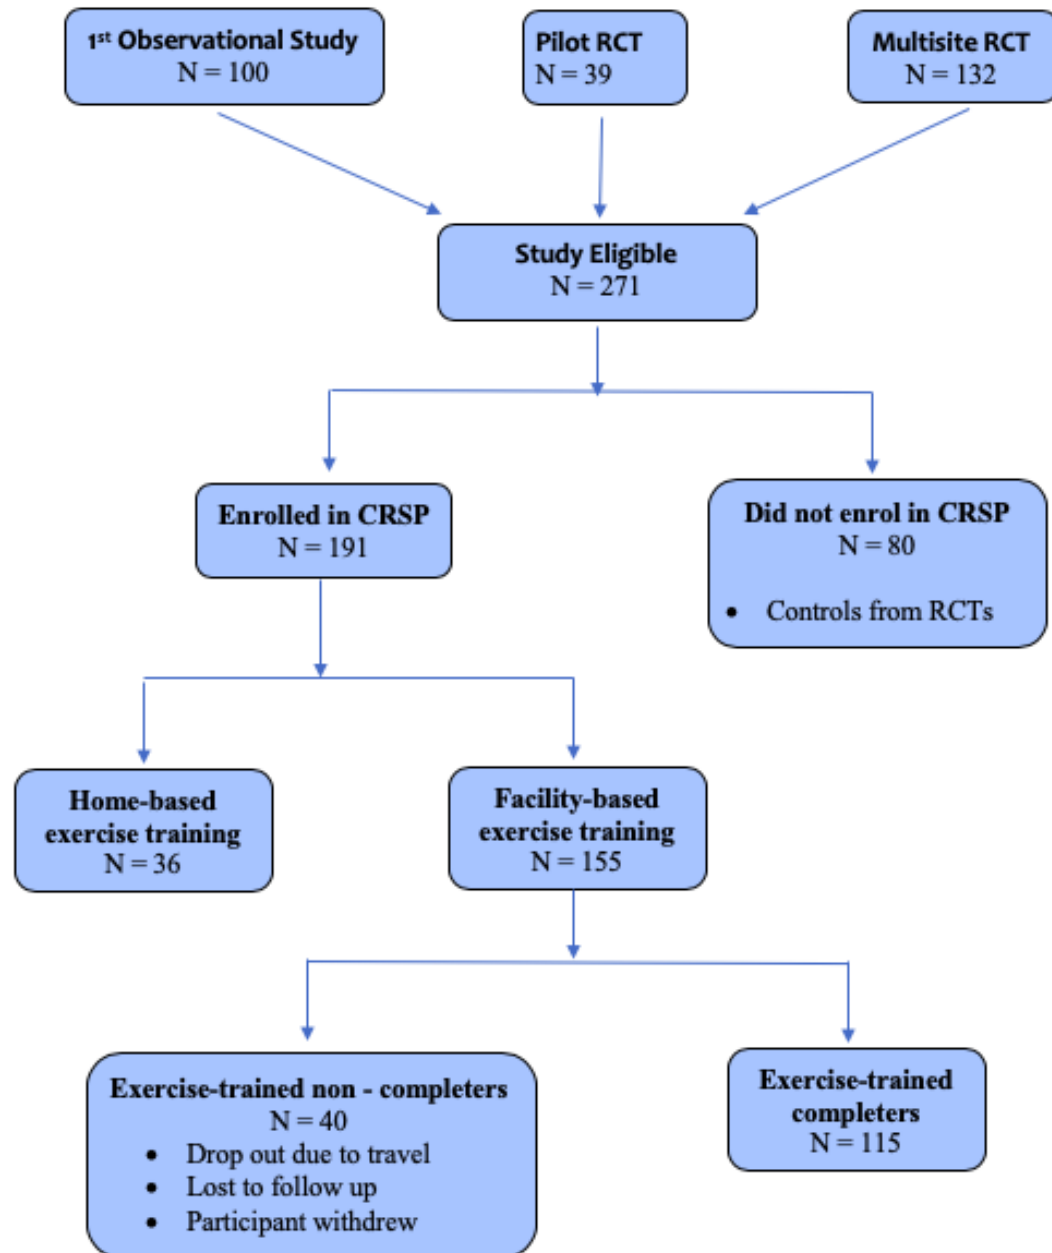 1st Observational Study
N = 100
Pilot RCT
N = 39
Multisite RCT
N = 132
Study Eligible
N = 271
Enrolled in CRSP
N = 191
Did not enrol in CRSP
N = 80
• Controls from RCTs
Home-based
exercise training
N = 36
Facility-based
exercise training
N = 155
Exercise-trained non - completers
N = 40
• Drop out due to travel
• Lost to follow up
• Participant withdrew
Exercise-trained
completers
N = 115